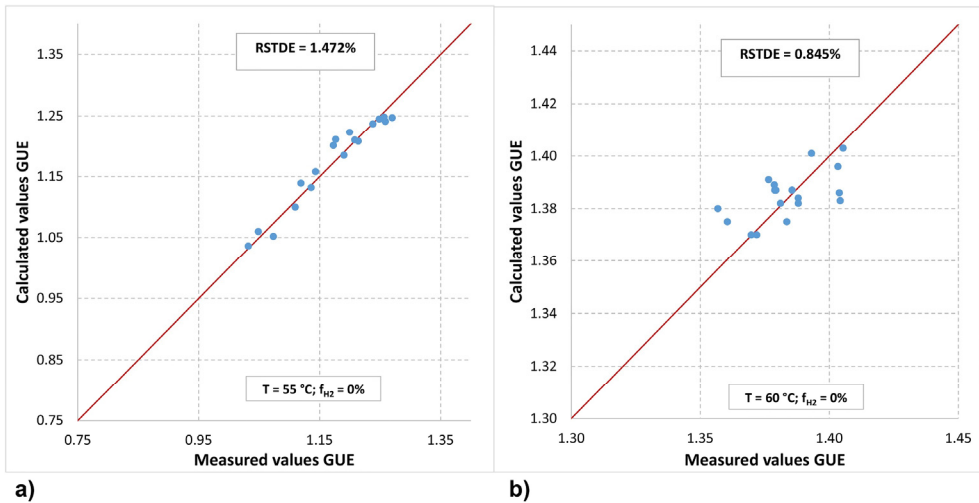 RSTDE = 1.472%
Calculated values GUE
1.35
1.25
1.15
1.05
0.95
0.85
0.75
T = 55 °C; fH2 = 0%
0.75 0.95 1.15 1.35
Measured values GUE
a)
RSTDE = 0.845%
Calculated values GUE
1.44
1.42
1.40
1.38
1.36
1.34
1.32
1.30
T = 60 °C; fH2 = 0%
1.30 1.35 1.40 1.45
Measured values GUE
b)